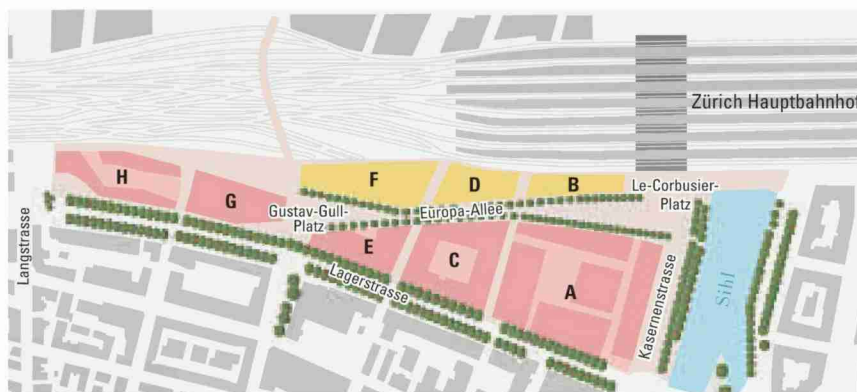 Zürich Hauptbahnhof
H
G
F
D
B
Le-Corbusier-
Platz
Gustav-Gull-
Platz
Europa-Allee
E
C
A
Langstrasse
Lagerstrasse
Kasernenstrasse
Sihl